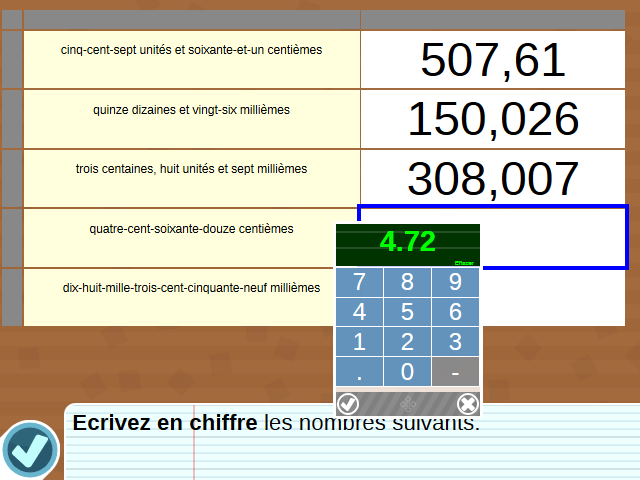 cinq-cent-sept unités et soixante-et-un centièmes
507,61
quinze dizaines et vingt-six millièmes
150,026
trois centaines, huit unités et sept millièmes
308,007
quatre-cent-soixante-douze centièmes
4.72
Effacer
7 8 9
4 5 6
1 2 3
. 0 -
dix-huit-mille-trois-cent-cinquante-neuf millièmes
Ecrivez en chiffre les nombres suivants.